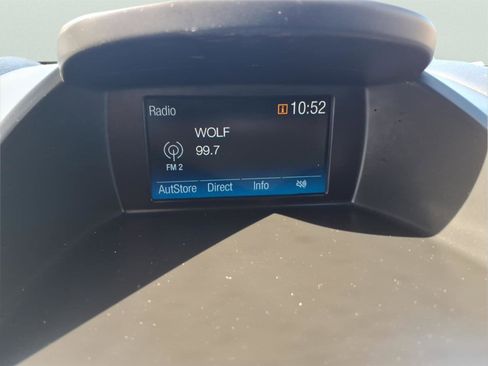 Radio i 10:52
WOLF
99.7
FM 2
AutStore Direct Info